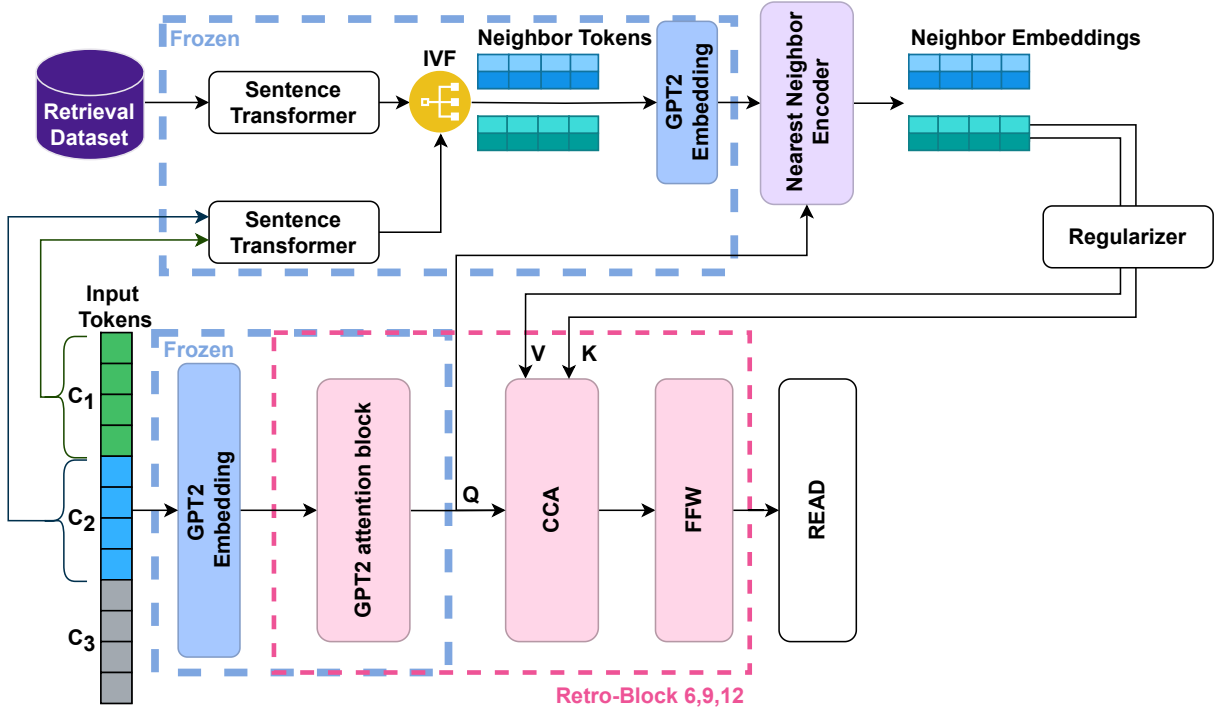 Frozen
Neighbor Tokens
Neighbor Embeddings
IVF
Retrieval
Dataset
Sentence
Transformer
GPT2
Embedding
Nearest Neighbor
Encoder
Sentence
Transformer
Regularizer
Input
Tokens
Frozen
V
K
C1
C2
C3
GPT2
Embedding
GPT2 attention block
Q
CCA
FFW
READ
Retro-Block 6,9,12